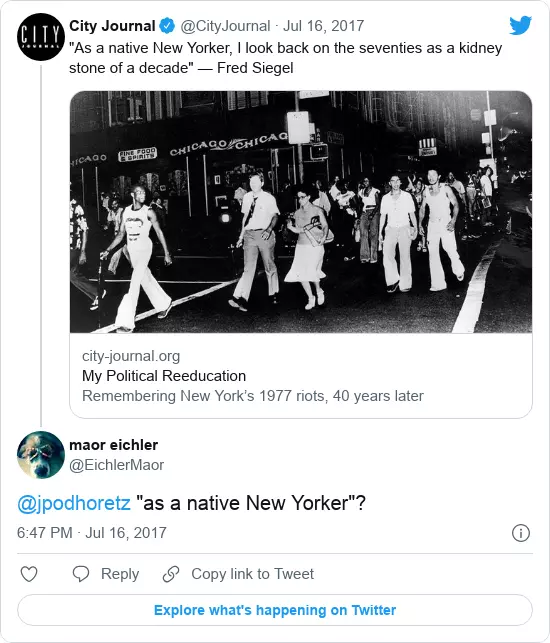 City Journal @CityJournal · Jul 16, 2017
"As a native New Yorker, I look back on the seventies as a kidney
stone of a decade" — Fred Siegel
CITY
JOURNAL
FINE FOOD
& SPIRITS
CHICAGO
CHICAGO
city-journal.org
My Political Reeducation
Remembering New York's 1977 riots, 40 years later
maor eichler
@EichlerMaor
@jpodhoretz "as a native New Yorker"?
6:47 PM · Jul 16, 2017
Reply
Copy link to Tweet
Explore what's happening on Twitter